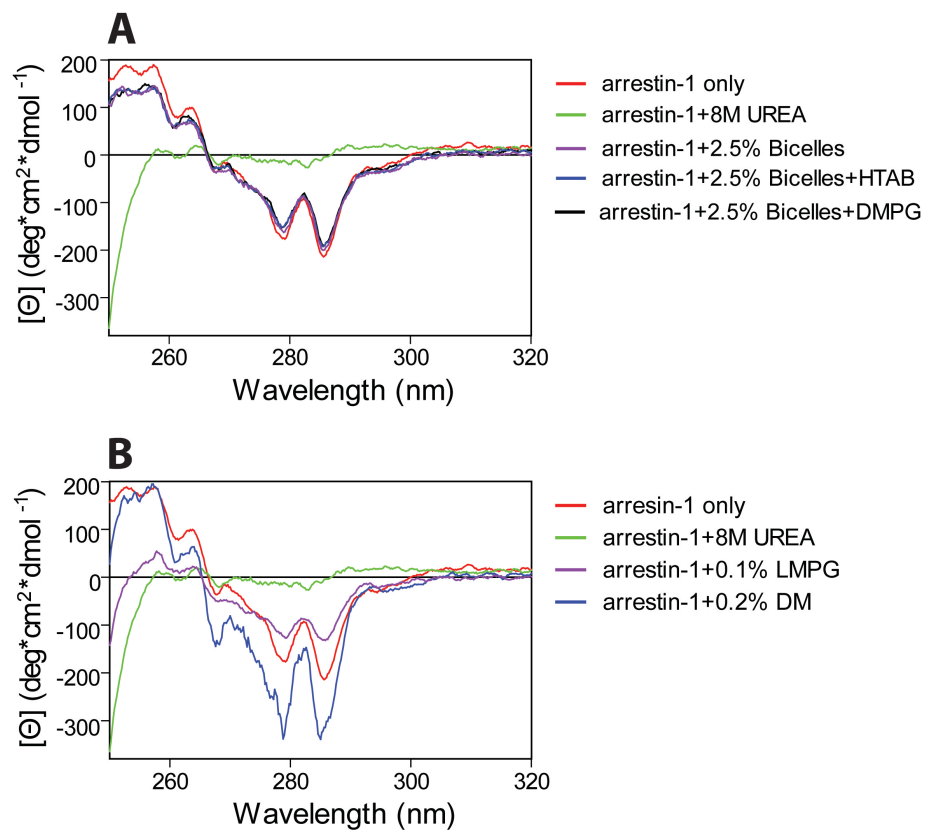 A
200
100
0
-100
-200
-300
[Θ] (deg*cm2*dmol -1)
260 280 300 320
Wavelength (nm)
arrestin-1 only
arrestin-1+8M UREA
arrestin-1+2.5% Bicelles
arrestin-1+2.5% Bicelles+HTAB
arrestin-1+2.5% Bicelles+DMPG
B
200
100
0
-100
-200
-300
[Θ] (deg*cm2*dmol -1)
260 280 300 320
Wavelength (nm)
arresin-1 only
arrestin-1+8M UREA
arrestin-1+0.1% LMPG
arrestin-1+0.2% DM